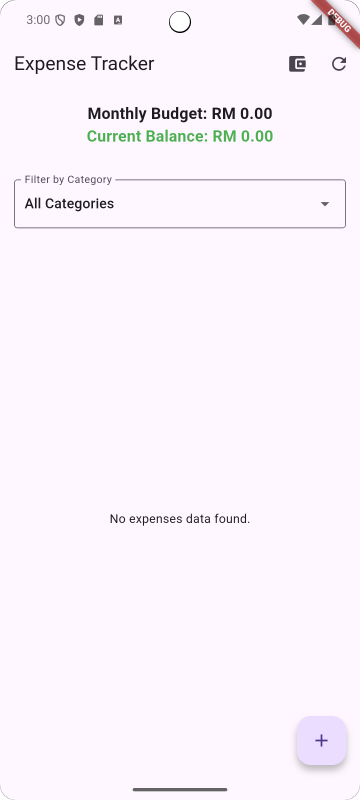 3:00
DEBUG
Expense Tracker
Monthly Budget: RM 0.00
Current Balance: RM 0.00
Filter by Category
All Categories
No expenses data found.
+